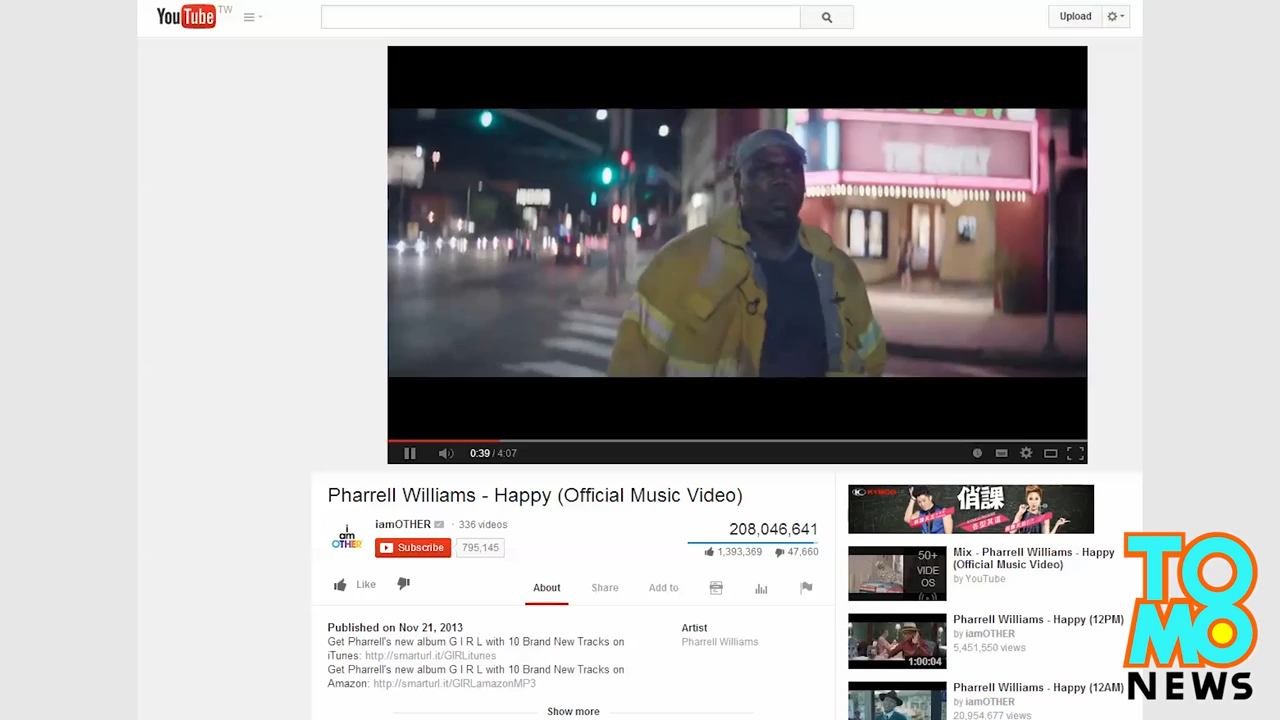 YouTube TW
Upload
0:39 / 4:07
Pharrell Williams - Happy (Official Music Video)
i am OTHER
iamOTHER · 336 videos
Subscribe 795,145
208,046,641
1,393,369 47,660
Like
About Share Add to
Published on Nov 21, 2013
Get Pharrell's new album G I R L with 10 Brand New Tracks on
iTunes: http://smarturl.it/GIRLitunes
Get Pharrell's new album G I R L with 10 Brand New Tracks on
Amazon: http://smarturl.it/GIRLamazonMP3
Show more
Artist
Pharrell Williams
KYMCO
俏課
50+
VIDE
OS
Mix - Pharrell Williams - Happy
(Official Music Video)
by YouTube
1:00:04
Pharrell Williams - Happy (12PM)
by iamOTHER
5,451,550 views
Pharrell Williams - Happy (12AM)
by iamOTHER
20,954,677 views
TOMO
NEWS